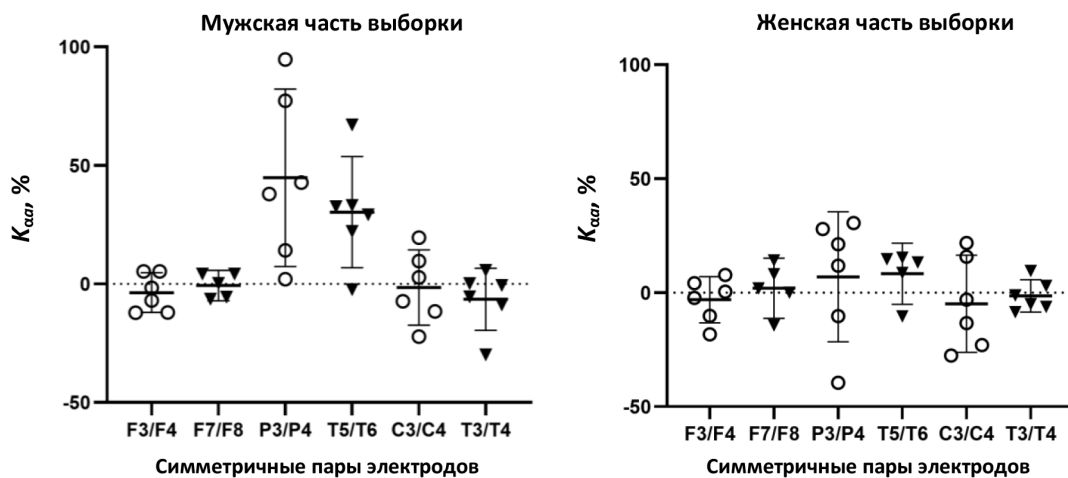 Мужская часть выборки
Kαa, %
100
50
0
-50
F3/F4 F7/F8 P3/P4 T5/T6 C3/C4 T3/T4
Симметричные пары электродов
Женская часть выборки
Kαa, %
100
50
0
-50
F3/F4 F7/F8 P3/P4 T5/T6 C3/C4 T3/T4
Симметричные пары электродов